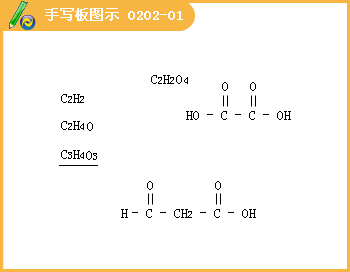 手写板图示 0202-01
C2H2O4
C2H2
C2H4O
C3H4O3
O O
HO - C - C - OH
O O
H - C - CH2 - C - OH